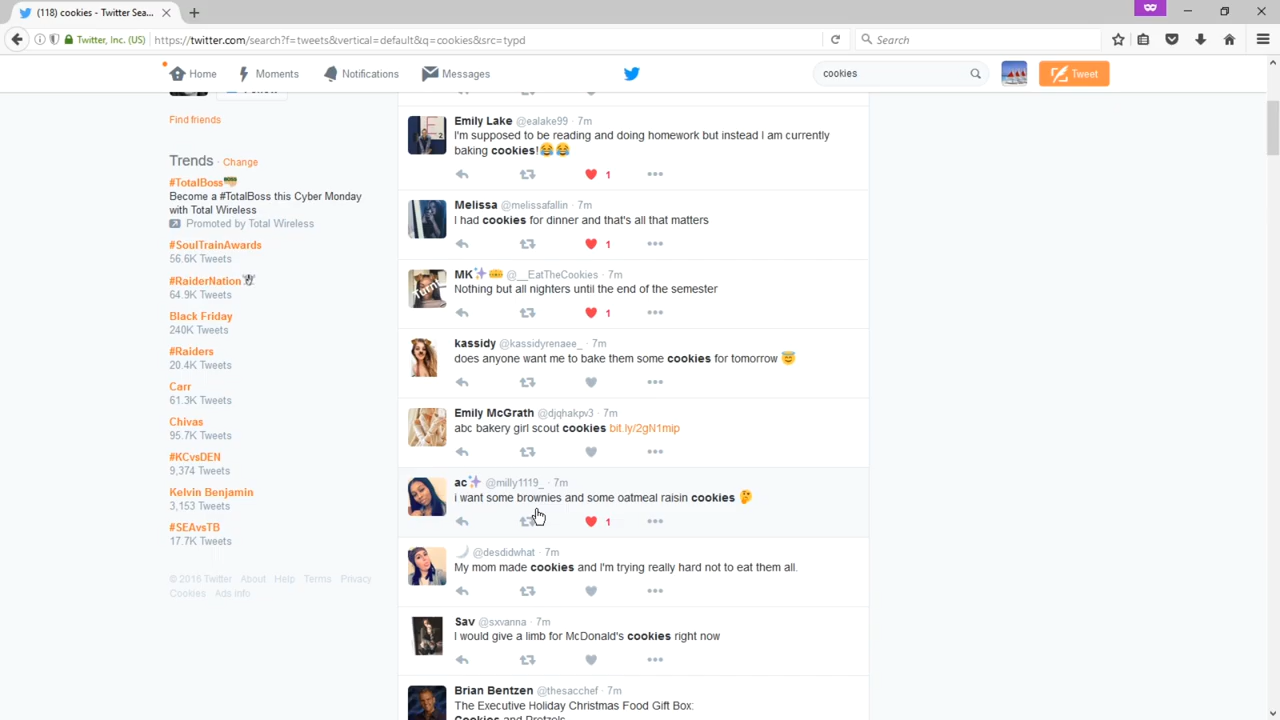 (118) cookies - Twitter Sea...
Twitter, Inc. (US)
https://twitter.com/search?f=tweets&vertical=default&q=cookies&src=typd
Search
Home
Moments
Notifications
Messages
cookies
Tweet
Find friends
Trends · Change
#TotalBoss
Become a #TotalBoss this Cyber Monday
with Total Wireless
Promoted by Total Wireless
#SoulTrainAwards
56.6K Tweets
#RaiderNation
64.9K Tweets
Black Friday
240K Tweets
#Raiders
20.4K Tweets
Carr
61.3K Tweets
Chivas
95.7K Tweets
#KCvsDEN
9,374 Tweets
Kelvin Benjamin
3,153 Tweets
#SEAvsTB
17.7K Tweets
© 2016 Twitter About Help Terms Privacy
Cookies Ads info
Emily Lake @ealake99 · 7m
I'm supposed to be reading and doing homework but instead I am currently
baking cookies!😂😂
1
Melissa @melissafallin · 7m
I had cookies for dinner and that's all that matters
1
MK✨🍔 @__EatTheCookies · 7m
Nothing but all nighters until the end of the semester
1
kassidy @kassidyrenaee_ · 7m
does anyone want me to bake them some cookies for tomorrow 😇
Emily McGrath @djqhakpv3 · 7m
abc bakery girl scout cookies bit.ly/2gN1mip
ac✨ @milly1119_ · 7m
i want some brownies and some oatmeal raisin cookies 🤔
1
🌙 @desdidwhat · 7m
My mom made cookies and I'm trying really hard not to eat them all.
Sav @sxvanna · 7m
I would give a limb for McDonald's cookies right now
Brian Bentzen @thesacchef · 7m
The Executive Holiday Christmas Food Gift Box:
Cookies and Pretzels